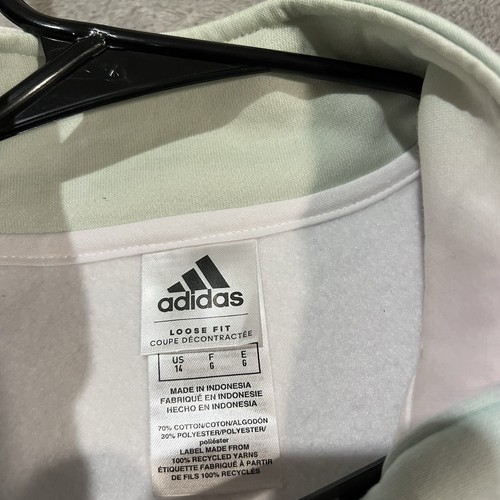 adidas
LOOSE FIT
COUPE DÉCONTRACTÉE
US F E
14 G G
MADE IN INDONESIA
FABRIQUÉ EN INDONÉSIE
HECHO EN INDONESIA
70% COTTON/COTON/ALGODÓN
30% POLYESTER/POLYESTER/
poliéster
LABEL MADE FROM
100% RECYCLED YARNS
ÉTIQUETTE FABRIQUÉ À PARTIR
DE FILS 100% RECYCLÉS